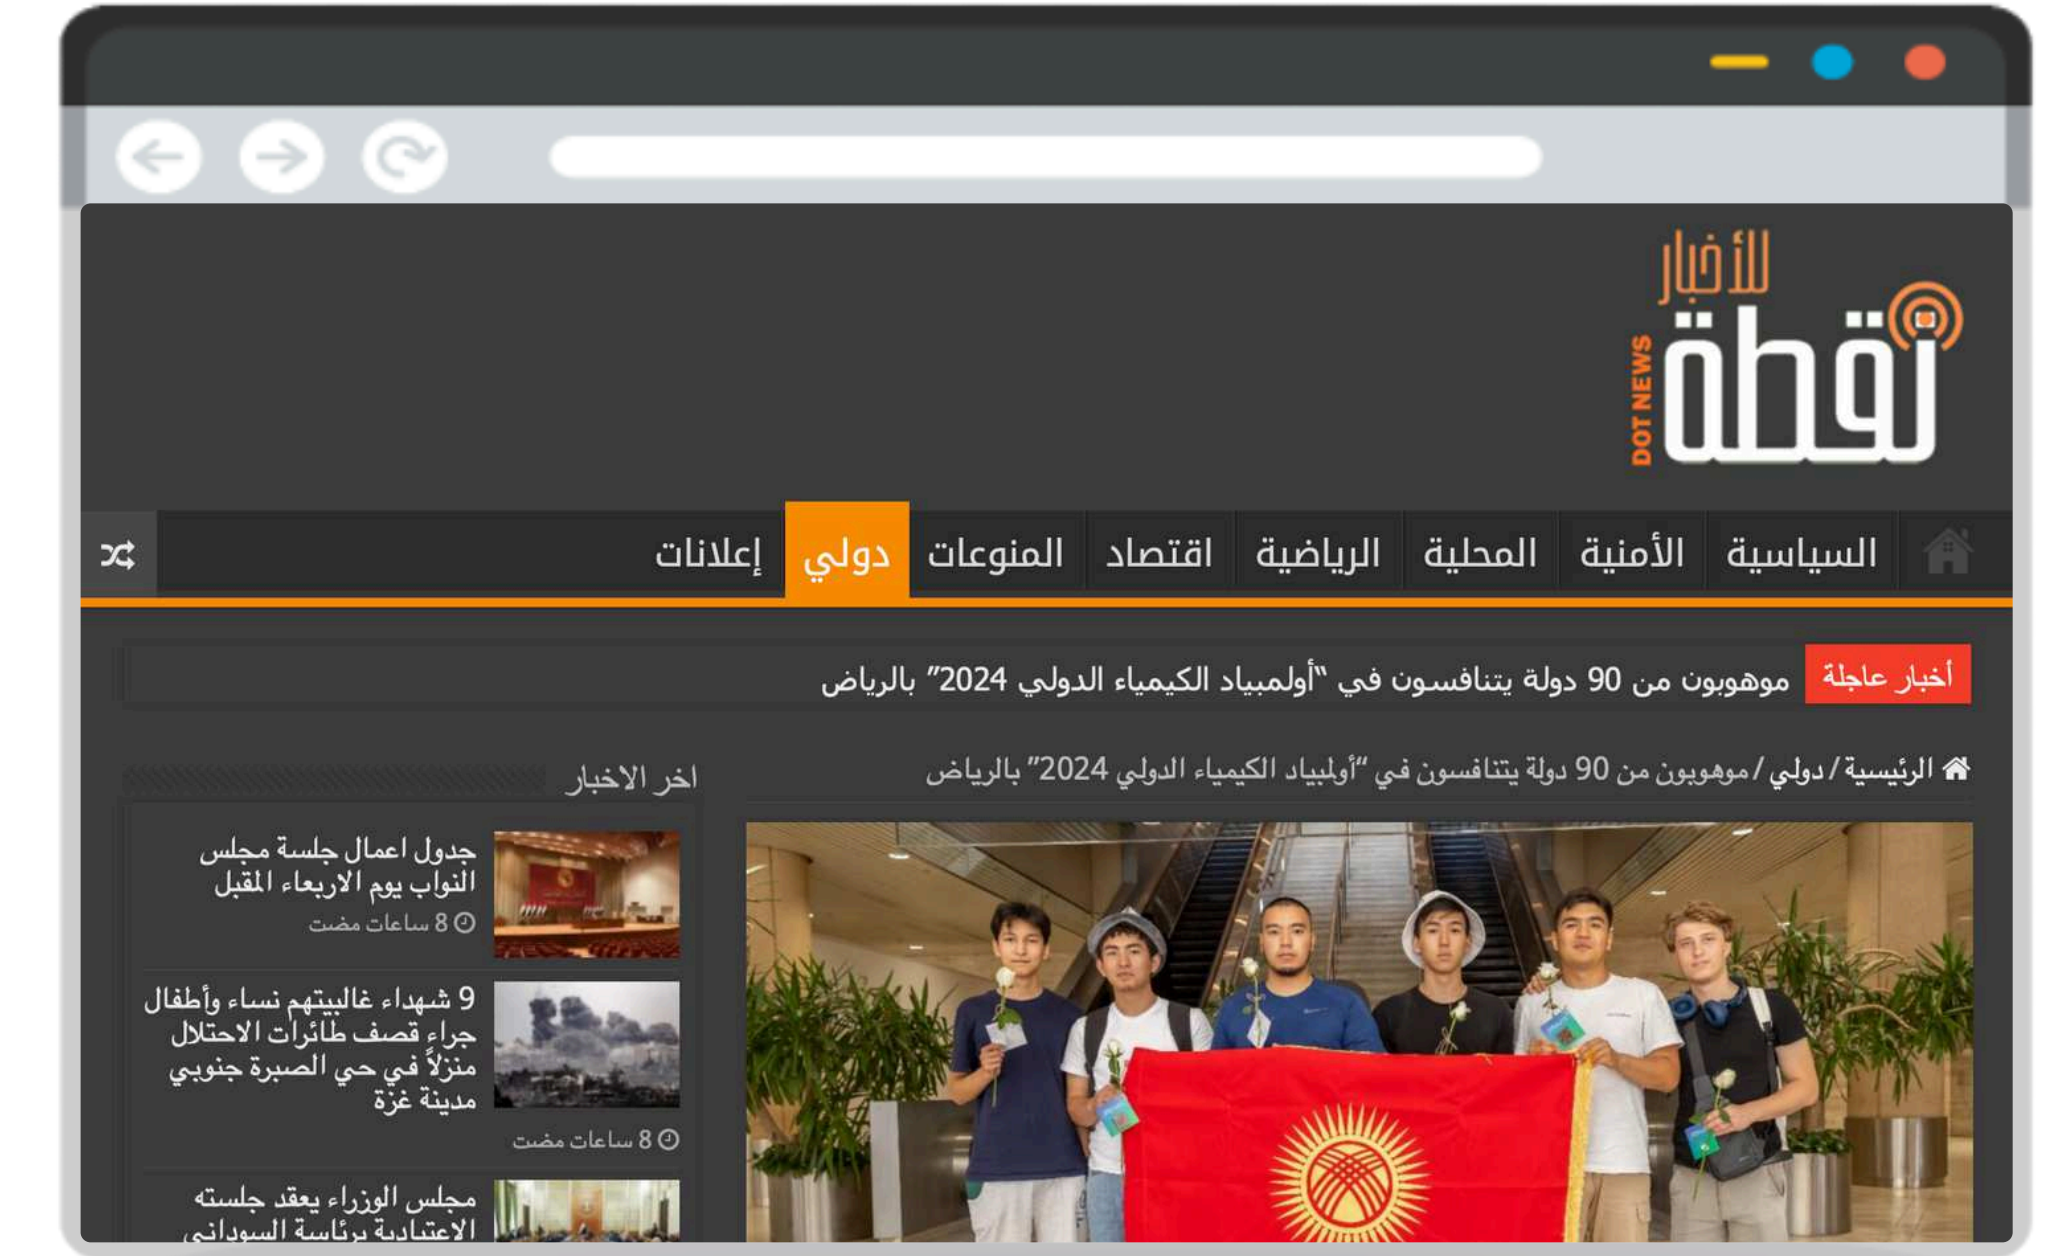 للأخبار
نقطة
DOT NEWS
السياسية
الأمنية
المحلية
الرياضية
اقتصاد
المنوعات
دولي
إعلانات
أخبار عاجلة
موهوبون من 90 دولة يتنافسون في “أولمبياد الكيمياء الدولي 2024” بالرياض
الرئيسية / دولي / موهوبون من 90 دولة يتنافسون في “أولمبياد الكيمياء الدولي 2024” بالرياض
اخر الاخبار
جدول اعمال جلسة مجلس
النواب يوم الاربعاء المقبل
8 ساعات مضت
9 شهداء غالبيتهم نساء وأطفال
جراء قصف طائرات الاحتلال
منزلاً في حي الصبرة جنوبي
مدينة غزة
8 ساعات مضت
مجلس الوزراء يعقد جلسته
الاعتيادية برئاسة السوداني